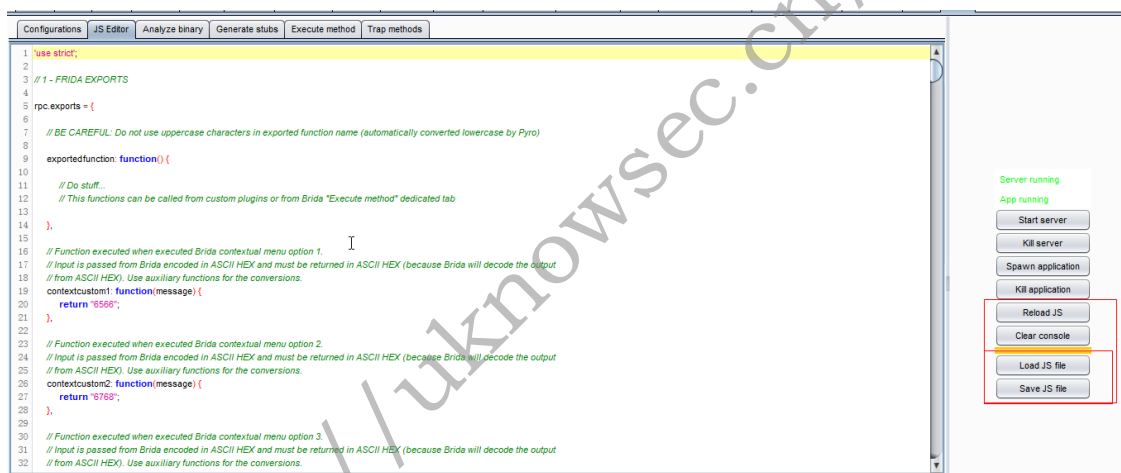 Configurations JS Editor Analyze binary Generate stubs Execute method Trap methods
1 'use strict';
2
3 // 1 - FRIDA EXPORTS
4
5 rpc.exports = {
6
7 // BE CAREFUL: Do not use uppercase characters in exported function name (automatically converted lowercase by Pyro)
8
9 exportedfunction: function() {
10
11 // Do stuff...
12 // This functions can be called from custom plugins or from Brida "Execute method" dedicated tab
13
14 },
15
16 // Function executed when executed Brida contextual menu option 1.
17 // Input is passed from Brida encoded in ASCII HEX and must be returned in ASCII HEX (because Brida will decode the output
18 // from ASCII HEX). Use auxiliary functions for the conversions.
19 contextcustom1: function(message) {
20 return "6566";
21 },
22
23 // Function executed when executed Brida contextual menu option 2.
24 // Input is passed from Brida encoded in ASCII HEX and must be returned in ASCII HEX (because Brida will decode the output
25 // from ASCII HEX). Use auxiliary functions for the conversions.
26 contextcustom2: function(message) {
27 return "6768";
28 },
29
30 // Function executed when executed Brida contextual menu option 3.
31 // Input is passed from Brida encoded in ASCII HEX and must be returned in ASCII HEX (because Brida will decode the output
32 // from ASCII HEX). Use auxiliary functions for the conversions.
Server running
App running
Start server
Kill server
Spawn application
Kill application
Reload JS
Clear console
Load JS file
Save JS file
//uknowsec.cn/